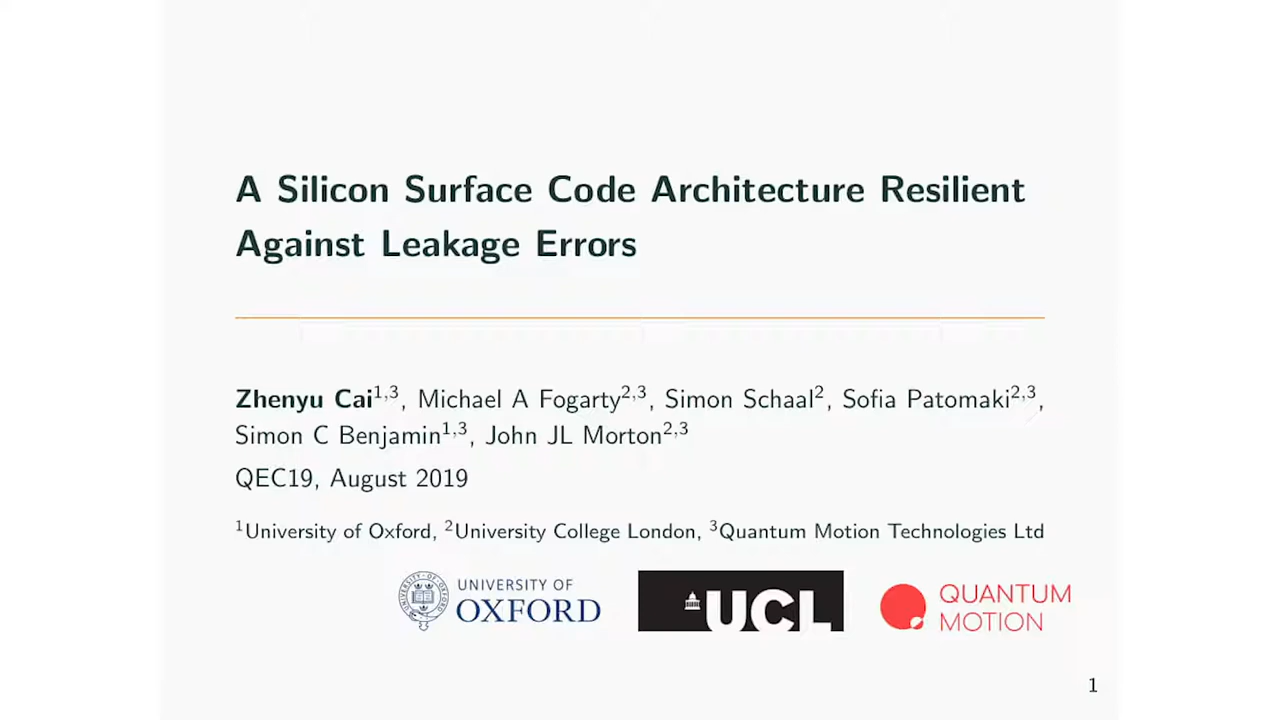 A Silicon Surface Code Architecture Resilient
Against Leakage Errors
Zhenyu Cai¹,³, Michael A Fogarty²,³, Simon Schaal², Sofia Patomaki²,³,
Simon C Benjamin¹,³, John JL Morton²,³
QEC19, August 2019
¹University of Oxford, ²University College London, ³Quantum Motion Technologies Ltd
UNIVERSITY OF
OXFORD
UCL
QUANTUM
MOTION
1